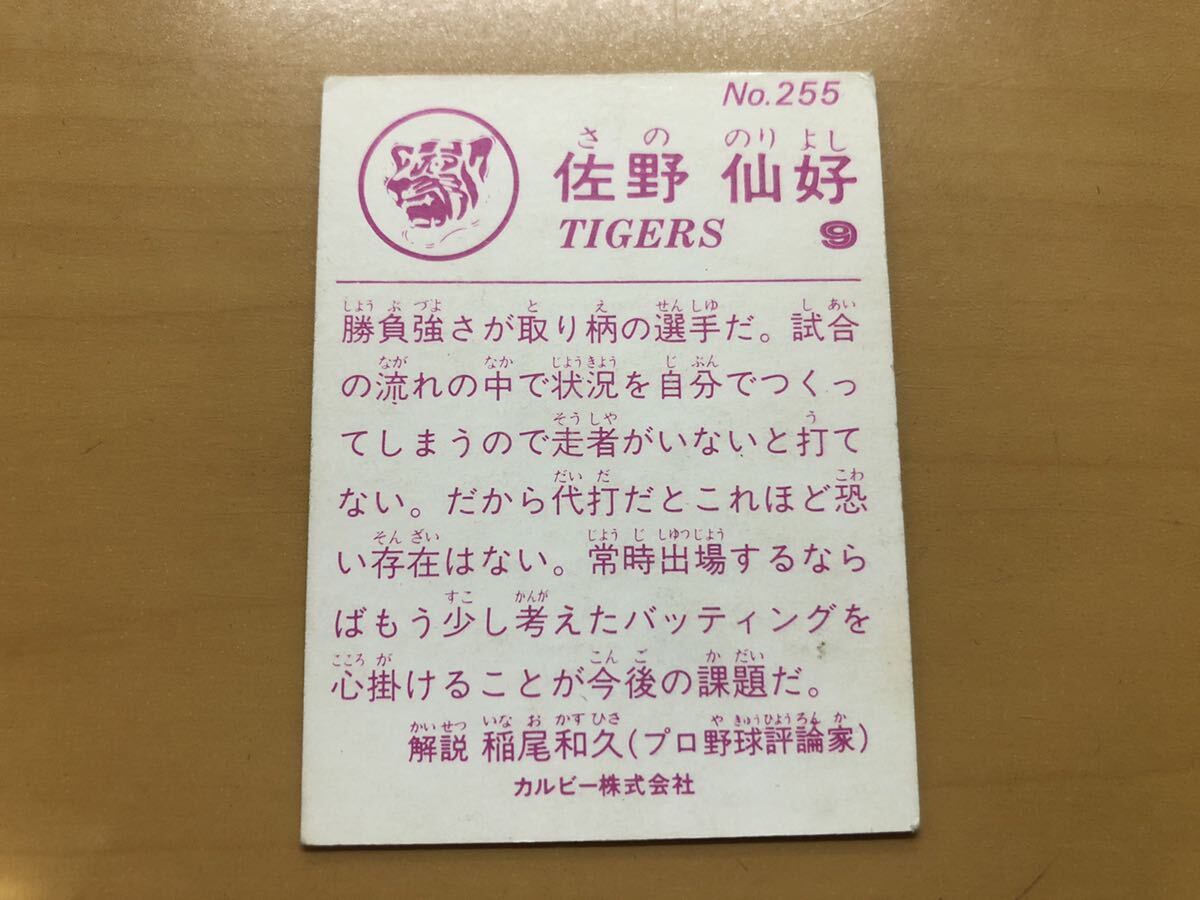 No.255
さの のりよし
佐野 仙好
TIGERS 9
しょう ぶ づよ と え せんしゆ し あい
勝負強さが取り柄の選手だ。試合
なが なか じようきよう じ ぶん
の流れの中で状況を自分でつくっ
そうしや う
てしまうので走者がいないと打て
だい だ こわ
ない。だから代打だとこれほど恐
そん ざい じよう じ しゆつじよう
い存在はない。常時出場するなら
すこ かんが
ばもう少し考えたバッティングを
こころ が こん ご か だい
心掛けることが今後の課題だ。
かいせつ いな お かず ひさ や きゆうひようろん か
解説 稲尾和久(プロ野球評論家)
カルビー株式会社